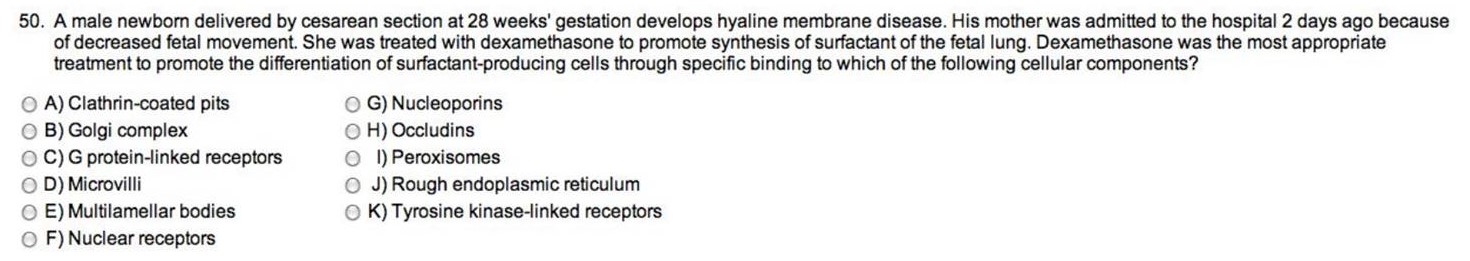 50. A male newborn delivered by cesarean section at 28 weeks' gestation develops hyaline membrane disease. His mother was admitted to the hospital 2 days ago because
of decreased fetal movement. She was treated with dexamethasone to promote synthesis of surfactant of the fetal lung. Dexamethasone was the most appropriate
treatment to promote the differentiation of surfactant-producing cells through specific binding to which of the following cellular components?
A) Clathrin-coated pits
B) Golgi complex
C) G protein-linked receptors
D) Microvilli
E) Multilamellar bodies
F) Nuclear receptors
G) Nucleoporins
H) Occludins
I) Peroxisomes
J) Rough endoplasmic reticulum
K) Tyrosine kinase-linked receptors